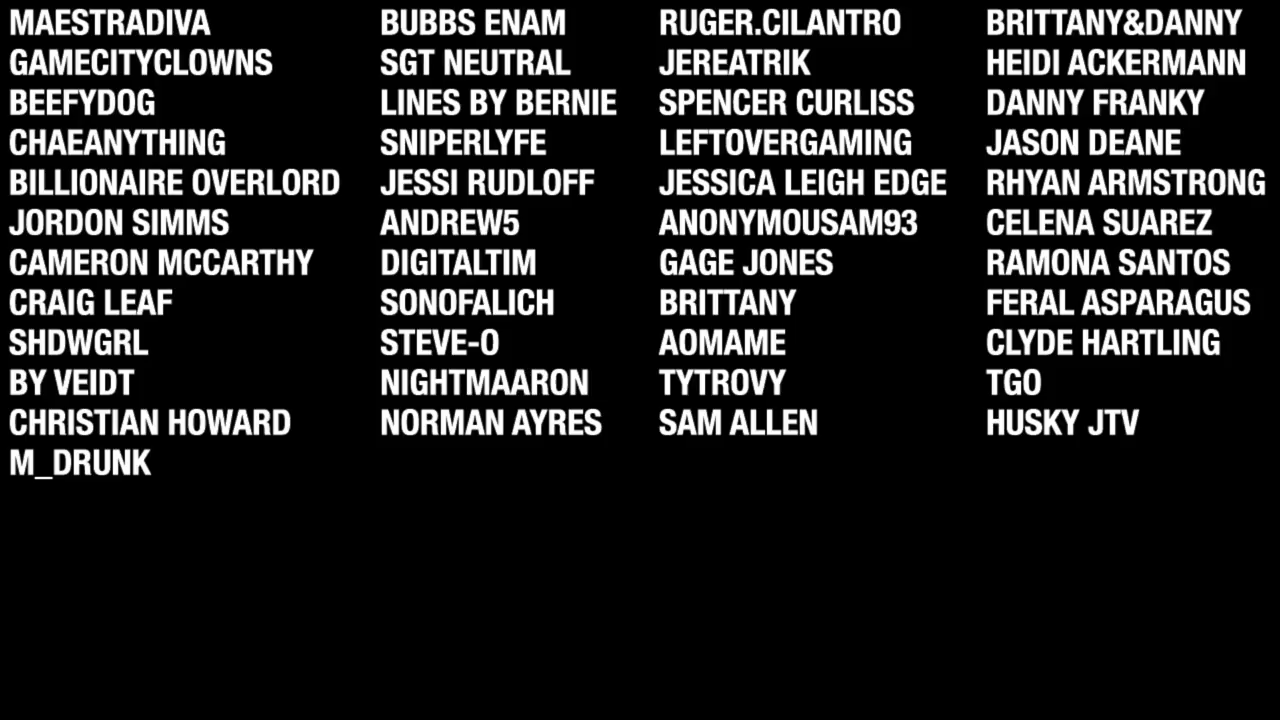 MAESTRADIVA
GAMECITYCLOWNS
BEEFYDOG
CHAEANYTHING
BILLIONAIRE OVERLORD
JORDON SIMMS
CAMERON MCCARTHY
CRAIG LEAF
SHDWGRL
BY VEIDT
CHRISTIAN HOWARD
M_DRUNK
BUBBS ENAM
SGT NEUTRAL
LINES BY BERNIE
SNIPERLYFE
JESSI RUDLOFF
ANDREW5
DIGITALTIM
SONOFALICH
STEVE-O
NIGHTMAARON
NORMAN AYRES
RUGER.CILANTRO
JEREATRIK
SPENCER CURLISS
LEFTOVERGAMING
JESSICA LEIGH EDGE
ANONYMOUSAM93
GAGE JONES
BRITTANY
AOMAME
TYTROVY
SAM ALLEN
BRITTANY&DANNY
HEIDI ACKERMANN
DANNY FRANKY
JASON DEANE
RHYAN ARMSTRONG
CELENA SUAREZ
RAMONA SANTOS
FERAL ASPARAGUS
CLYDE HARTLING
TGO
HUSKY JTV